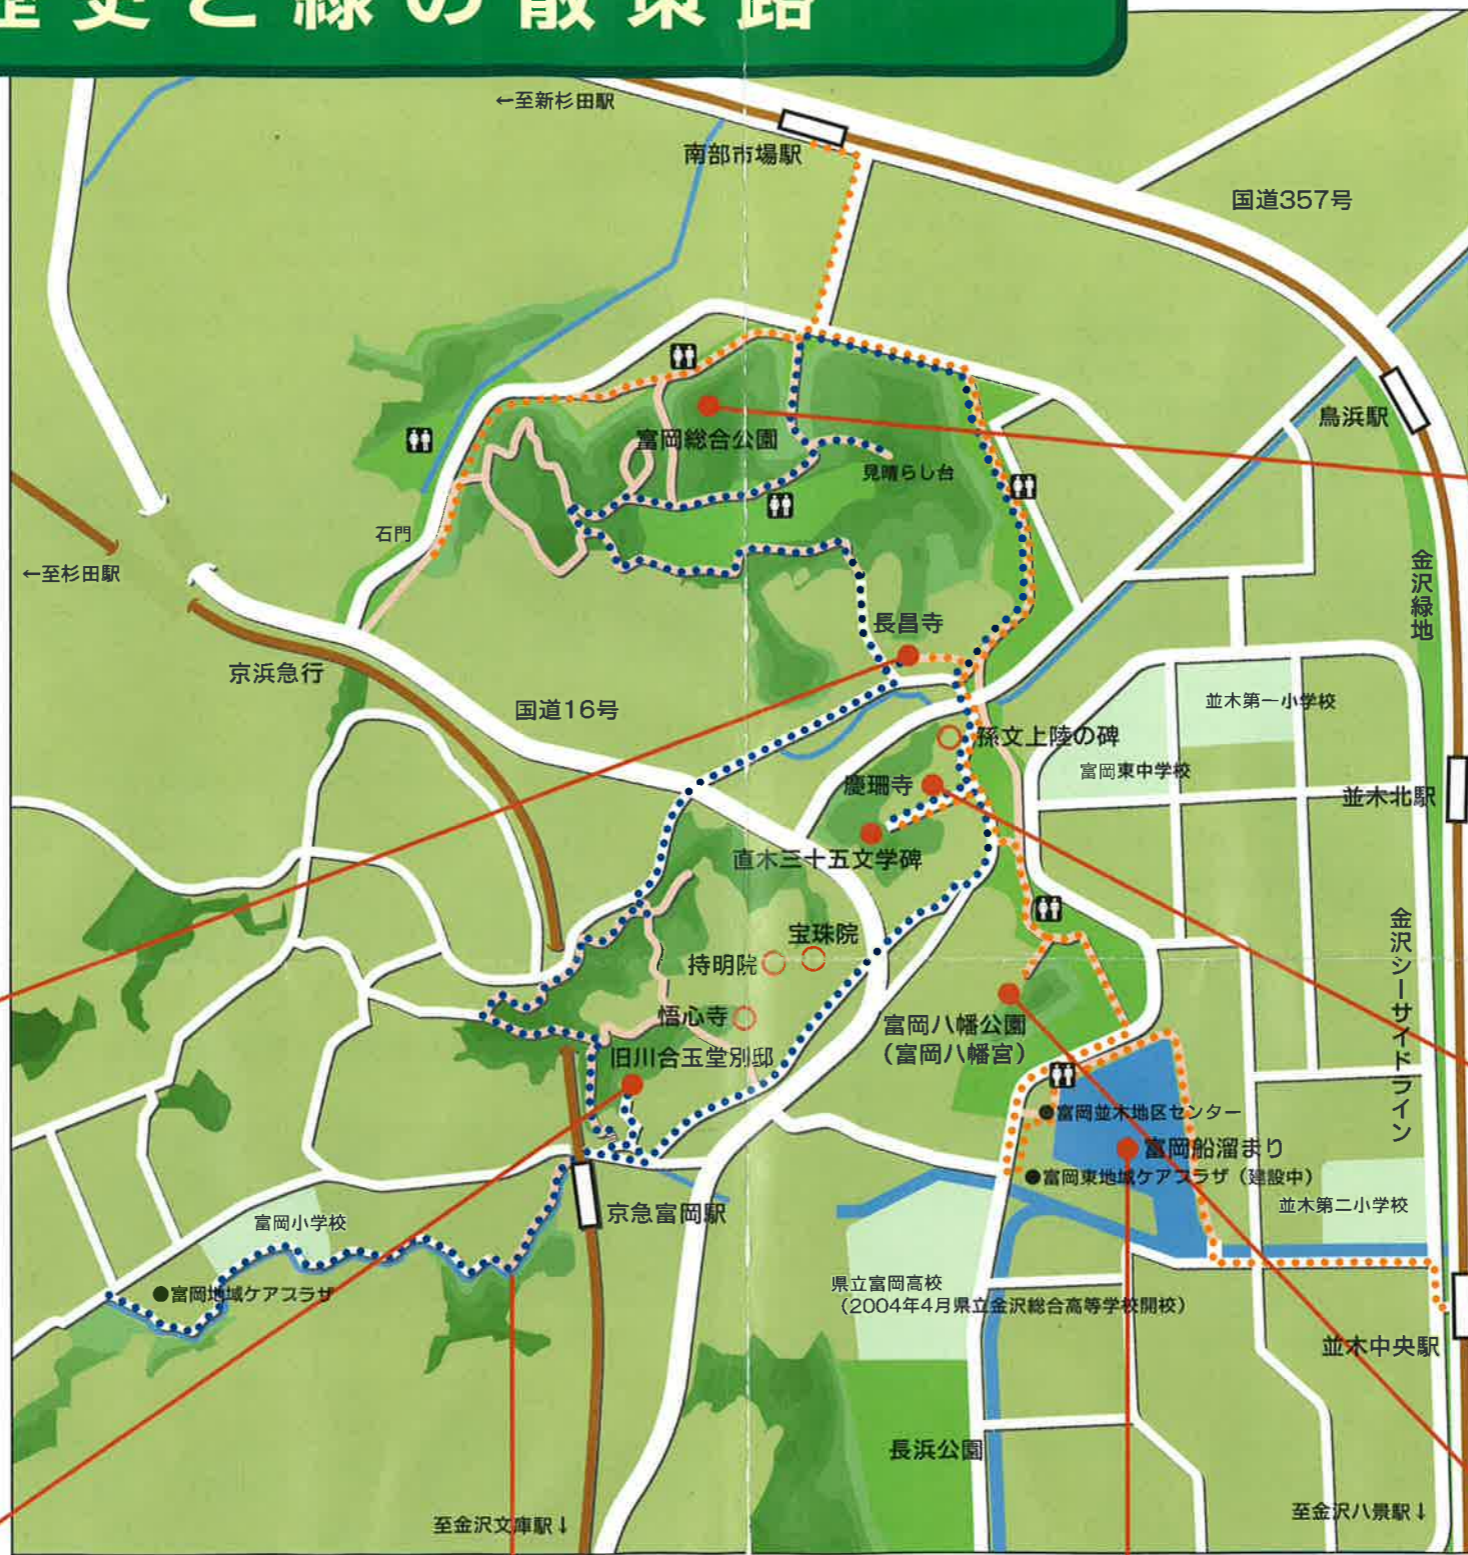 歴史と緑の散策路
←至新杉田駅
南部市場駅
国道357号
鳥浜駅
富岡総合公園
見晴らし台
石門
←至杉田駅
金沢緑地
長昌寺
京浜急行
国道16号
並木第一小学校
孫文上陸の碑
富岡東中学校
慶珊寺
並木北駅
直木三十五文学碑
宝珠院
持明院
金沢シーサイドライン
悟心寺
富岡八幡公園
（富岡八幡宮）
旧川合玉堂別邸
●富岡並木地区センター
富岡船溜まり
●富岡東地域ケアプラザ（建設中）
並木第二小学校
京急富岡駅
富岡小学校
●富岡地域ケアプラザ
県立富岡高校
（2004年4月県立金沢総合高等学校開校）
並木中央駅
長浜公園
至金沢文庫駅↓
至金沢八景駅↓